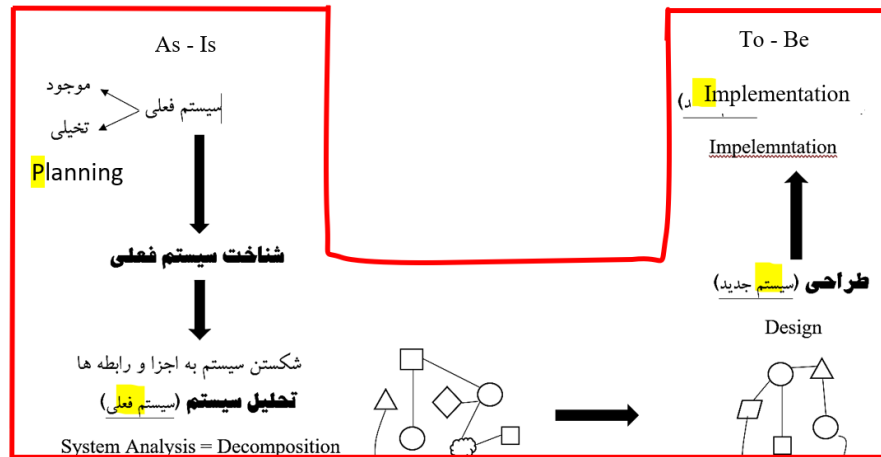 As - Is
موجود
سیستم فعلی
تخیلی
Planning
شناخت سیستم فعلی
شکستن سیستم به اجزا و رابطه ها
تحلیل سیستم (سیستم فعلی)
System Analysis = Decomposition
To - Be
Implementation
Impelemntation
طراحی (سیستم جدید)
Design